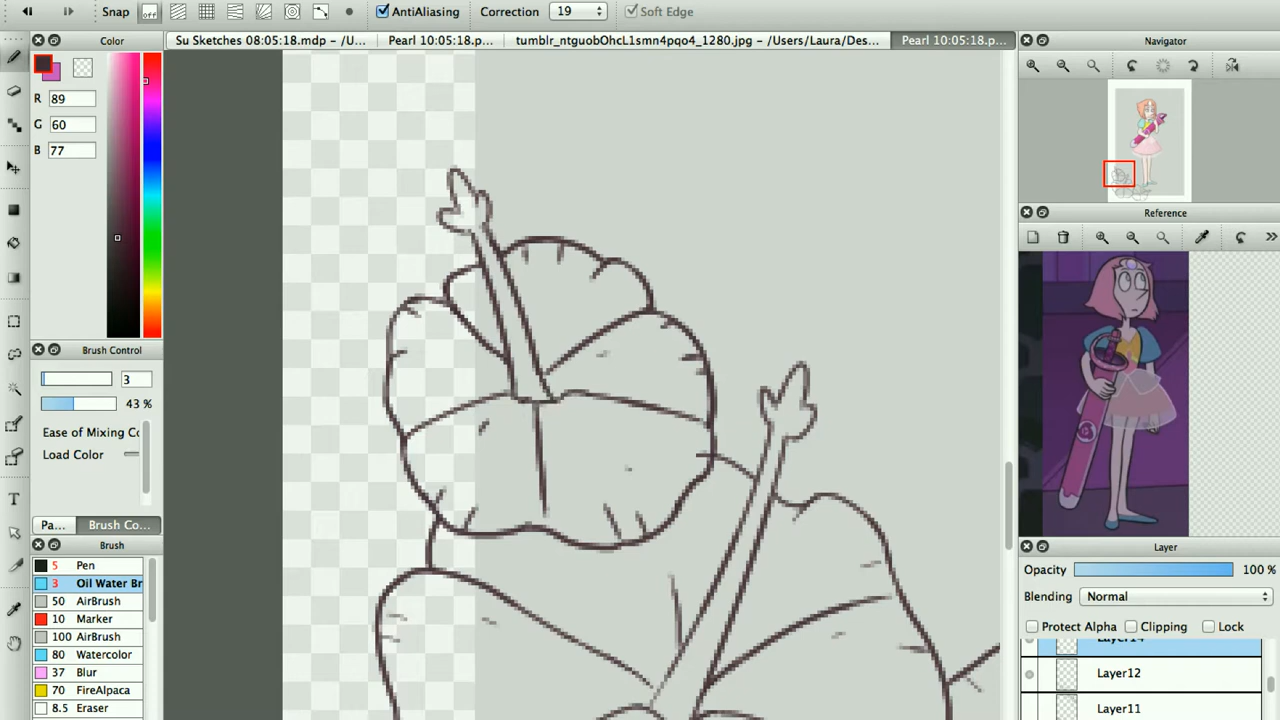 Snap off AntiAliasing Correction 19 Soft Edge
Color
Su Sketches 08:05:18.mdp – /U... Pearl 10:05:18.p... tumblr_ntguobOhcL1smn4pqo4_1280.jpg – /Users/Laura/Des... Pearl 10:05:18.p...
Navigator
R 89
G 60
B 77
Reference
Brush Control
3
43 %
Ease of Mixing Co
Load Color
Pa... Brush Co...
Brush
5 Pen
3 Oil Water Br
50 AirBrush
10 Marker
100 AirBrush
80 Watercolor
37 Blur
70 FireAlpaca
8.5 Eraser
Layer
Opacity 100 %
Blending Normal
Protect Alpha Clipping Lock
Layer14
Layer12
Layer11